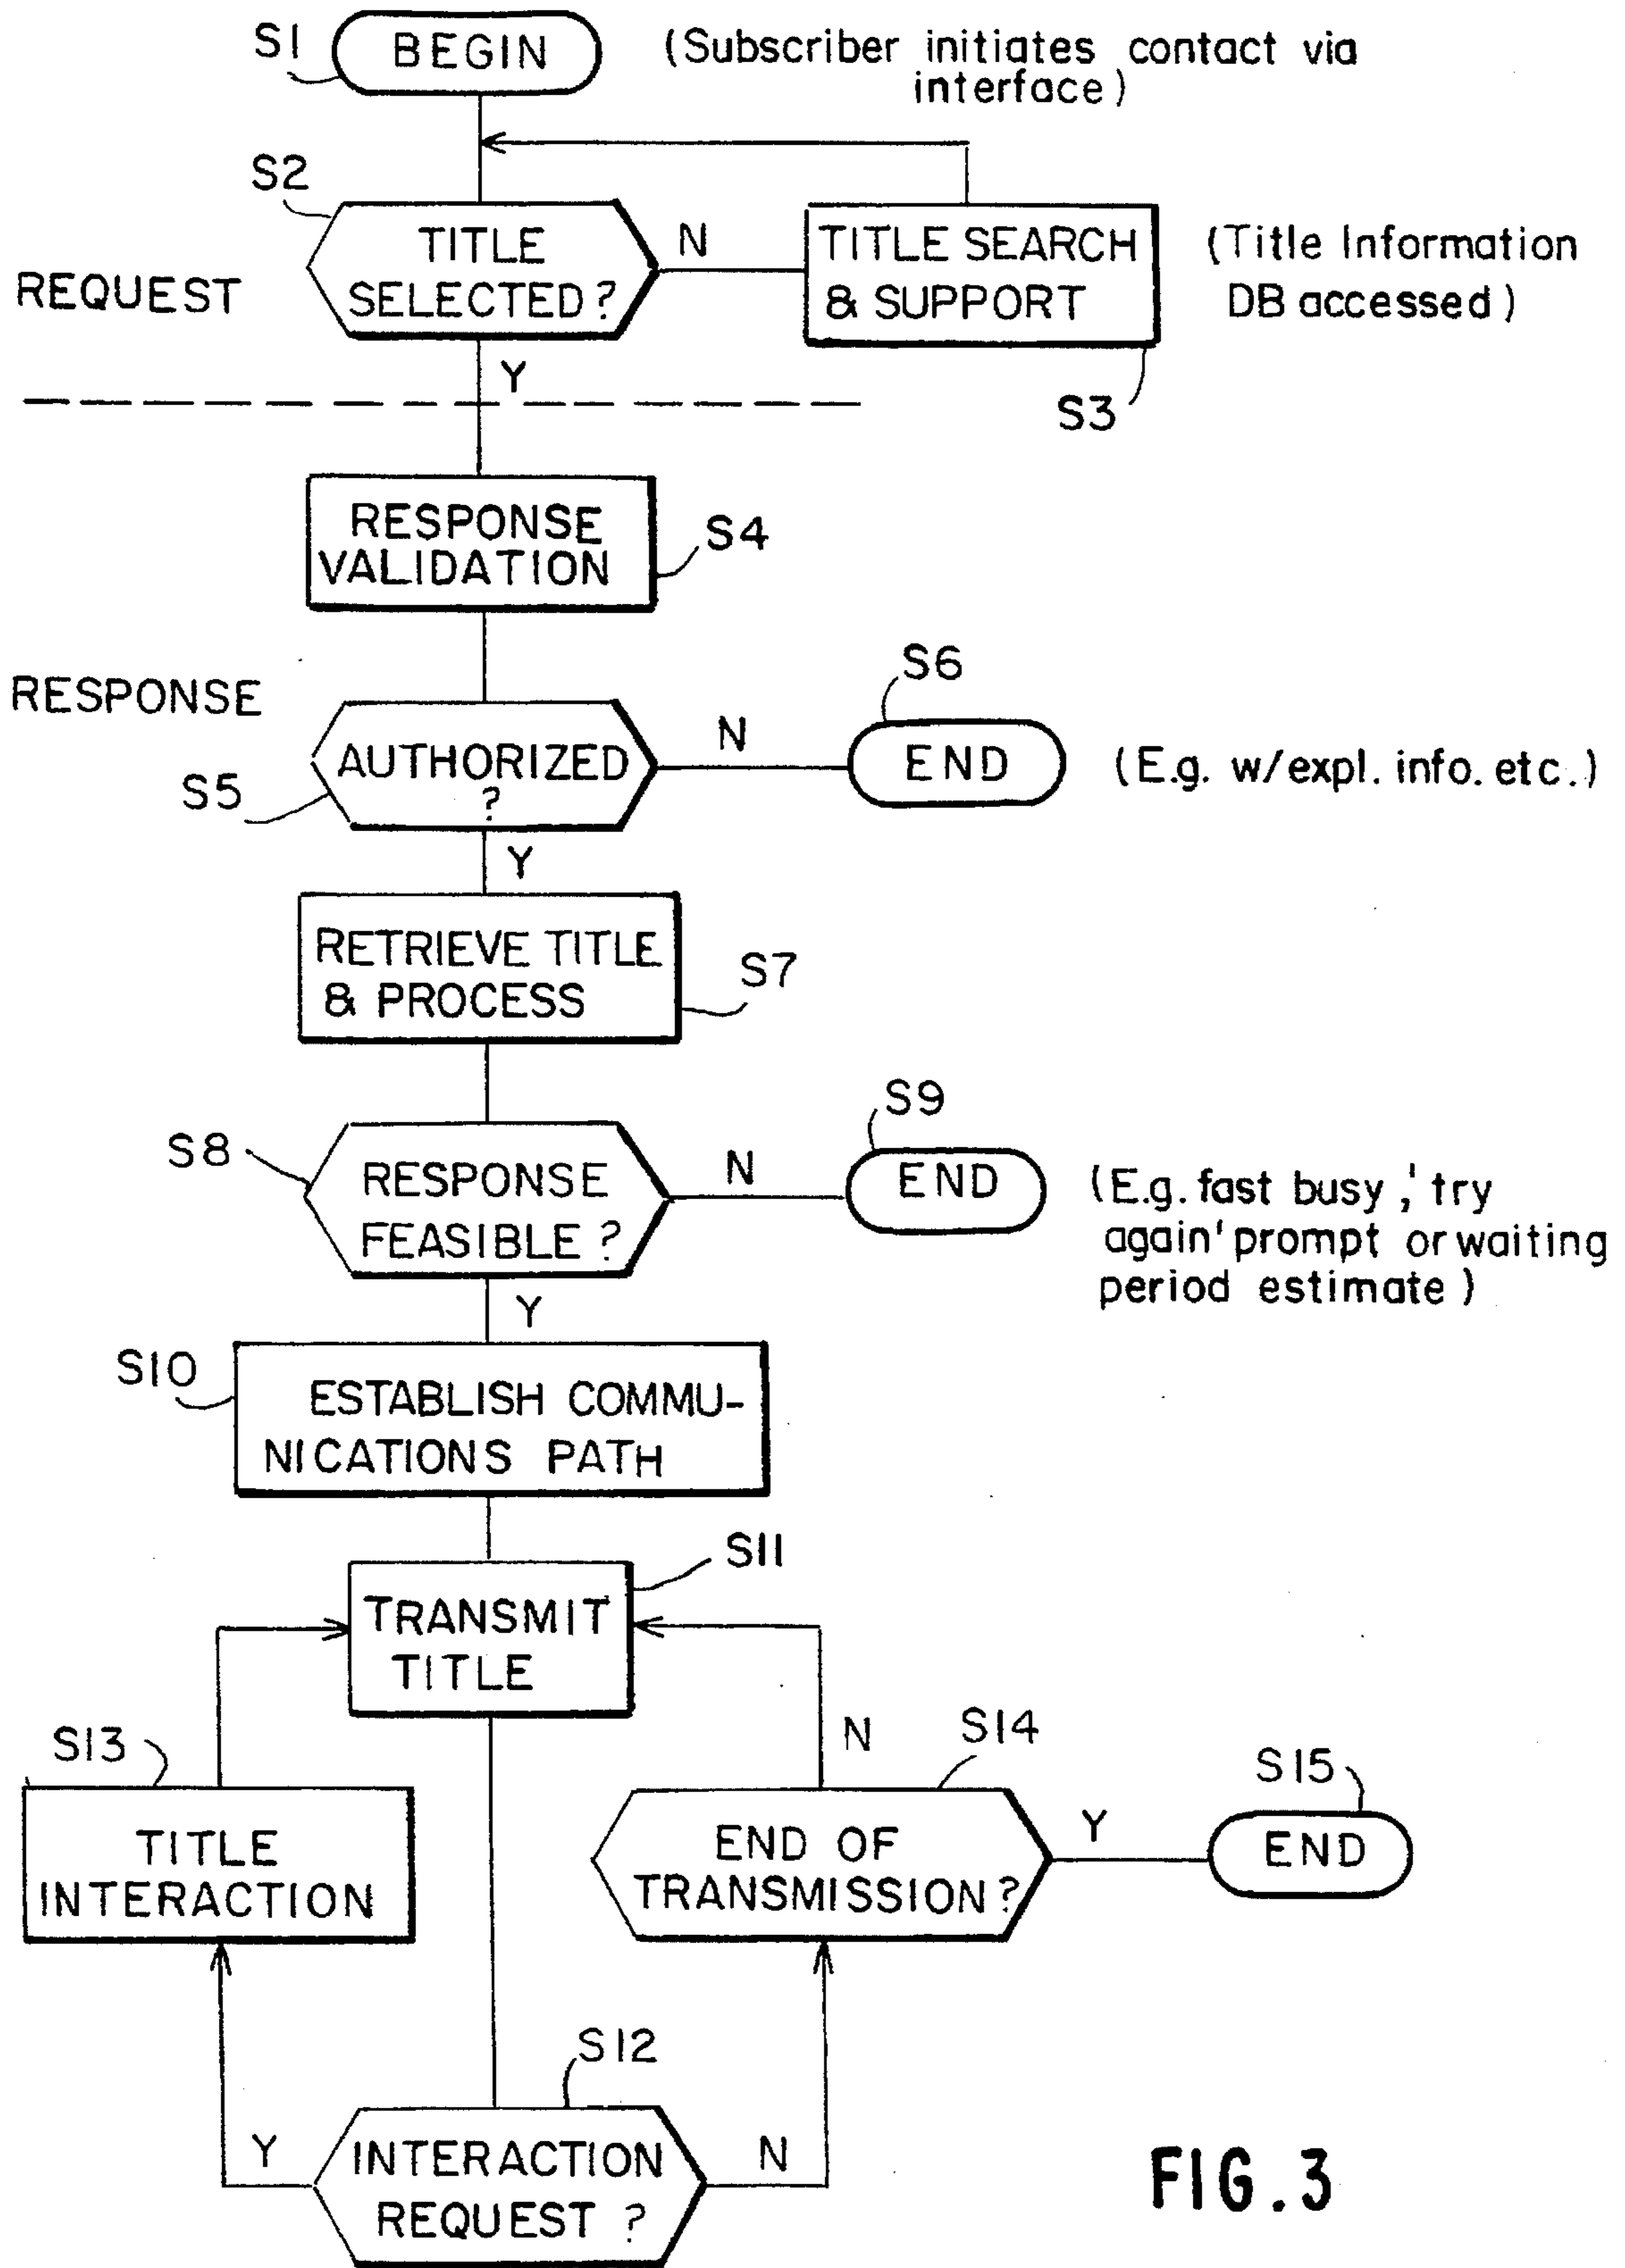 S1
BEGIN
(Subscriber initiates contact via
interface)
S2
TITLE
SELECTED?
N
TITLE SEARCH
& SUPPORT
(Title Information
DB accessed)
REQUEST
Y
S3
RESPONSE
VALIDATION
S4
RESPONSE
S6
AUTHORIZED
?
N
END
(E.g. w/expl. info. etc.)
S5
Y
RETRIEVE TITLE
& PROCESS
S7
S9
S8
RESPONSE
FEASIBLE ?
N
END
(E.g. fast busy, 'try
again' prompt or waiting
period estimate)
Y
S10
ESTABLISH COMMU-
NICATIONS PATH
S11
TRANSMIT
TITLE
S13
N
S14
S15
TITLE
INTERACTION
END OF
TRANSMISSION?
Y
END
S12
Y
INTERACTION
REQUEST ?
N
FIG. 3